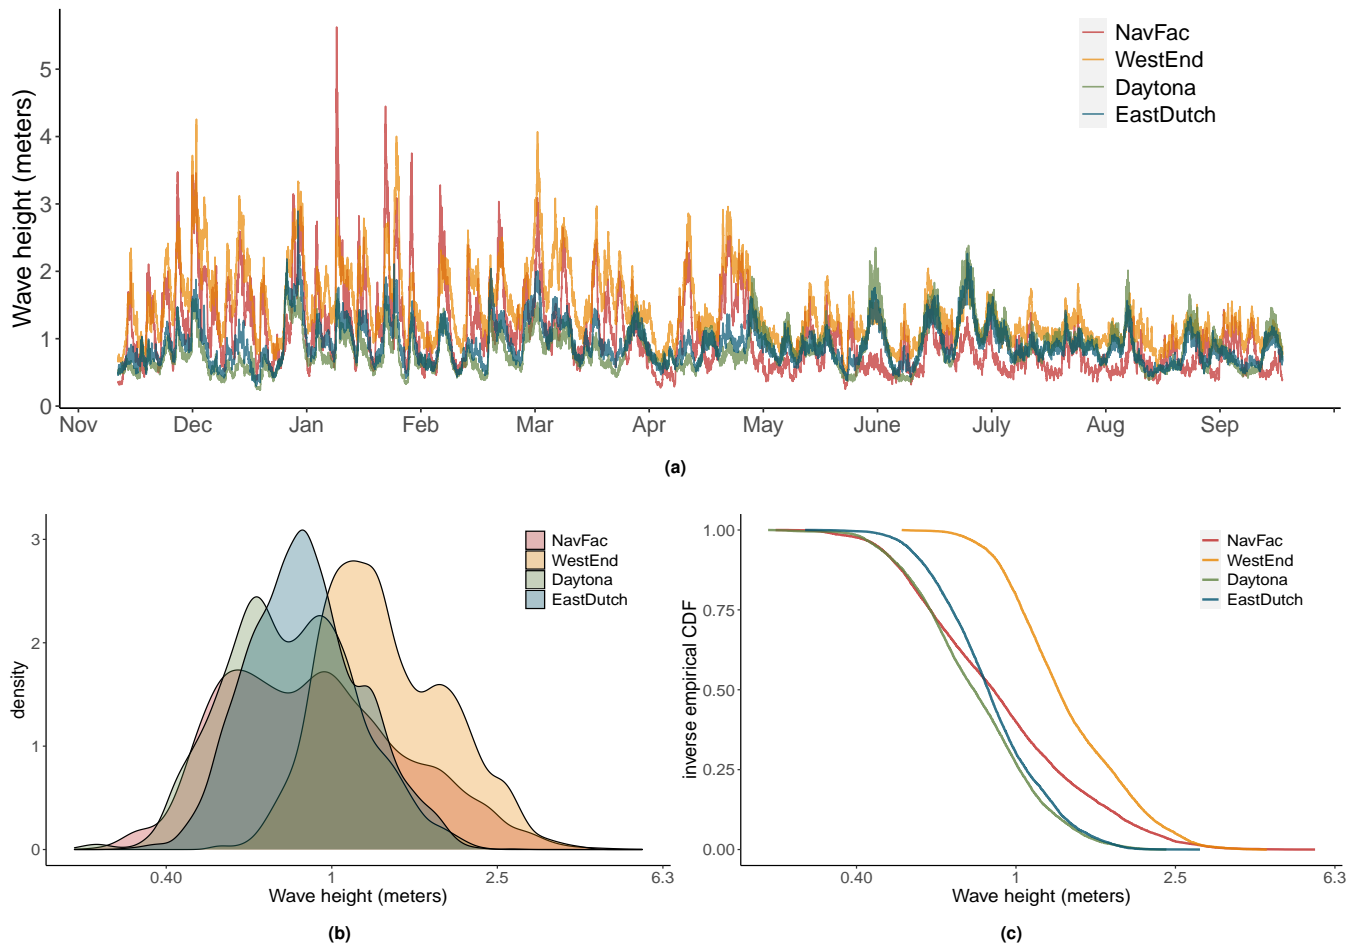 Wave height (meters)
5
4
3
2
1
0
NavFac
WestEnd
Daytona
EastDutch
Nov Dec Jan Feb Mar Apr May June July Aug Sep
(a)
density
3
2
1
0
NavFac
WestEnd
Daytona
EastDutch
0.40 1 2.5 6.3
Wave height (meters)
(b)
inverse empirical CDF
1.00
0.75
0.50
0.25
0.00
NavFac
WestEnd
Daytona
EastDutch
0.40 1 2.5 6.3
Wave height (meters)
(c)